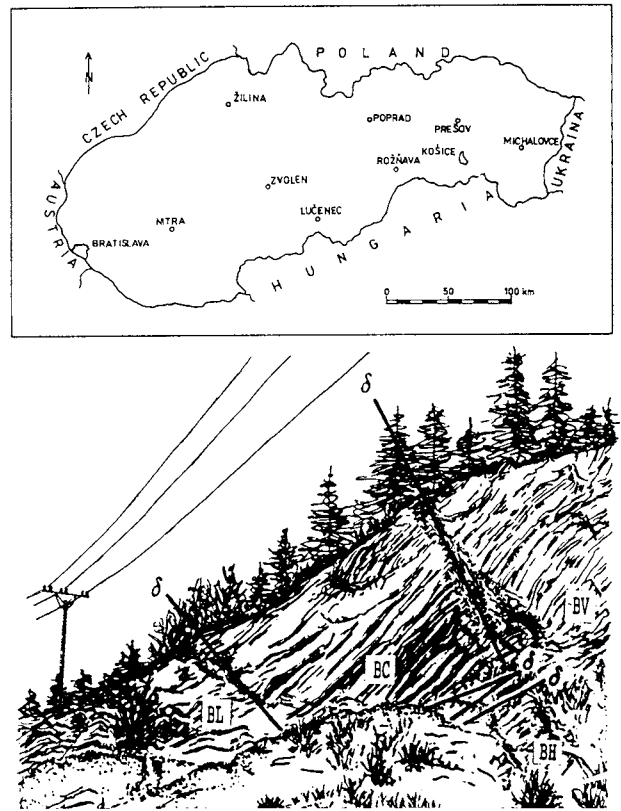 POLAND
N
CZECH REPUBLIC
ŽILINA
POPRAD
PREŠOV
MICHALOVCE
KOŠICE
ROŽŇAVA
UKRAINA
AUSTRIA
ZVOLEN
NITRA
LUČENEC
BRATISLAVA
HUNGARIA
0 50 100 km
δ
δ
BV
BC
δ
δ
BL
BH